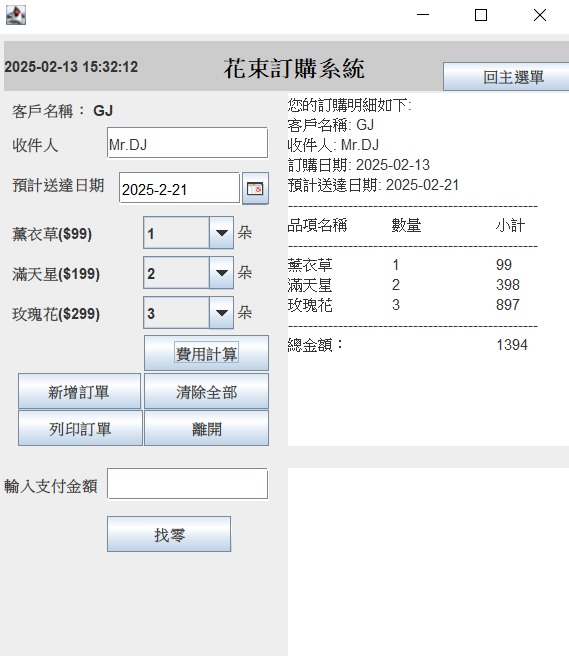 2025-02-13 15:32:12
花束訂購系統
回主選單
客戶名稱： GJ
收件人 Mr.DJ
預計送達日期 2025-2-21
薰衣草($99) 1 朵
滿天星($199) 2 朵
玫瑰花($299) 3 朵
費用計算
新增訂單 清除全部
列印訂單 離開
輸入支付金額
找零
您的訂購明細如下:
客戶名稱: GJ
收件人: Mr.DJ
訂購日期: 2025-02-13
預計送達日期: 2025-02-21
品項名稱 數量 小計
薰衣草 1 99
滿天星 2 398
玫瑰花 3 897
總金額： 1394